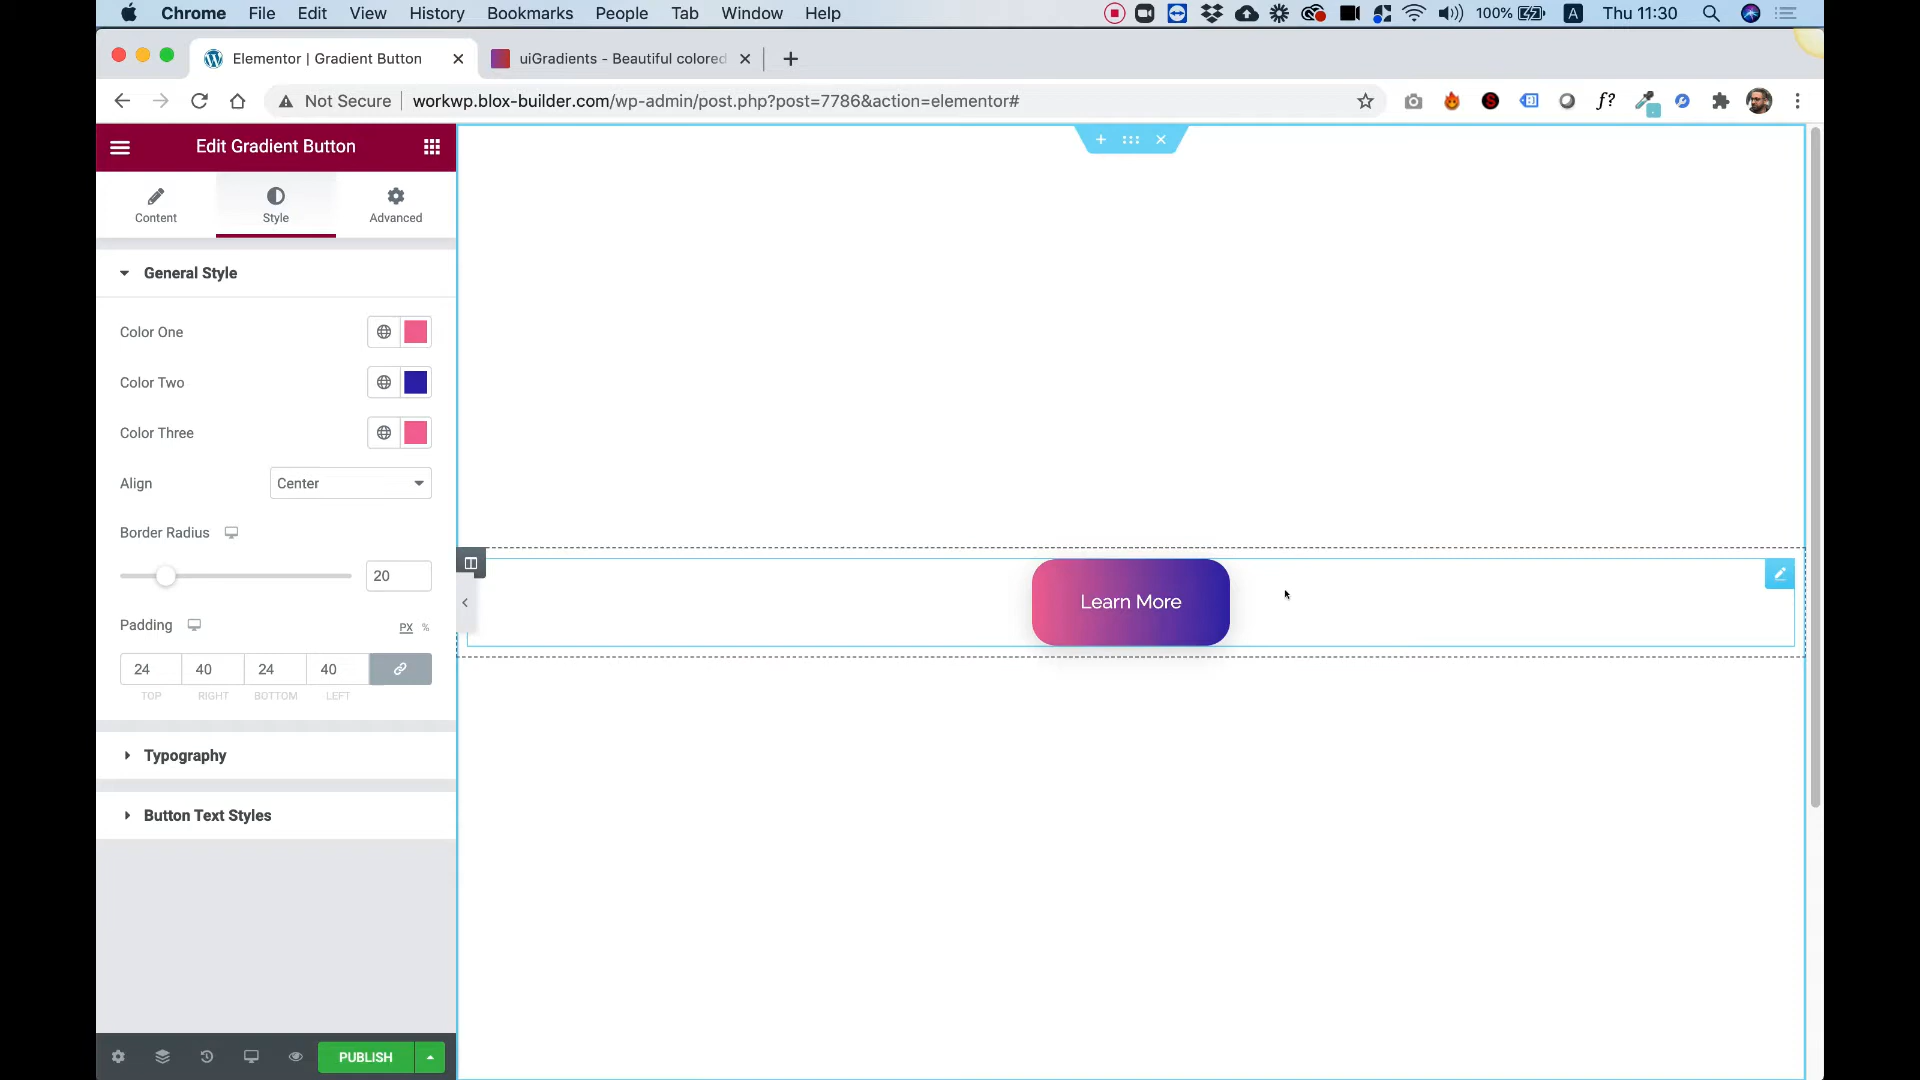 Chrome File Edit View History Bookmarks People Tab Window Help 100% A Thu 11:30
Elementor | Gradient Button uiGradients - Beautiful colored
Not Secure workwp.blox-builder.com/wp-admin/post.php?post=7786&action=elementor# S f?
Edit Gradient Button
Content Style Advanced
General Style
Color One
Color Two
Color Three
Align Center
Border Radius
20
Padding PX %
24 40 24 40
TOP RIGHT BOTTOM LEFT
Learn More
Typography
Button Text Styles
PUBLISH